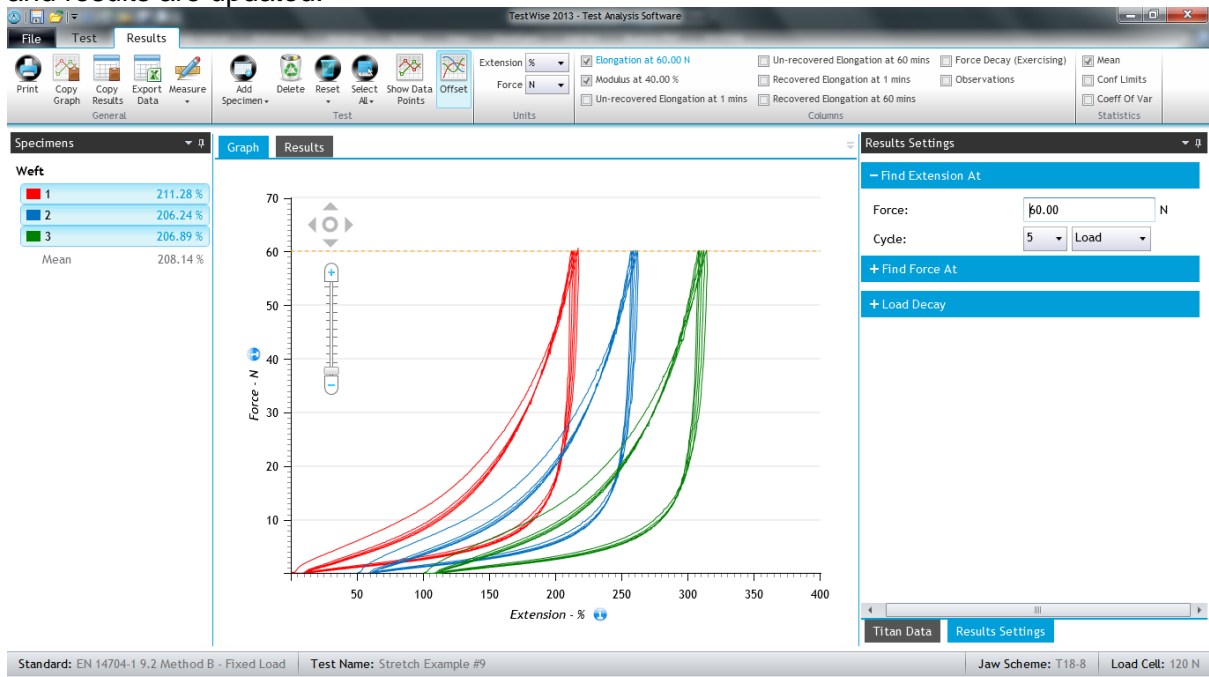 and results are updated.
TestWise 2013 - Test Analysis Software
File Test Results
Print Copy Graph Copy Results Export Data Measure
General
Add Specimen Delete Reset Select All Show Data Points Offset
Test
Extension %
Force N
Units
Elongation at 60.00 N
Modulus at 40.00 %
Un-recovered Elongation at 1 mins
Un-recovered Elongation at 60 mins
Recovered Elongation at 1 mins
Recovered Elongation at 60 mins
Force Decay (Exercising)
Observations
Columns
Mean
Conf Limits
Coeff Of Var
Statistics
Specimens
Weft
1 211.28 %
2 206.24 %
3 206.89 %
Mean 208.14 %
Graph Results
70
60
50
40
30
20
10
Force - N
50 100 150 200 250 300 350 400
Extension - %
Results Settings
− Find Extension At
Force: 60.00 N
Cycle: 5 Load
+ Find Force At
+ Load Decay
Titan Data Results Settings
Standard: EN 14704-1 9.2 Method B - Fixed Load Test Name: Stretch Example #9 Jaw Scheme: T18-8 Load Cell: 120 N